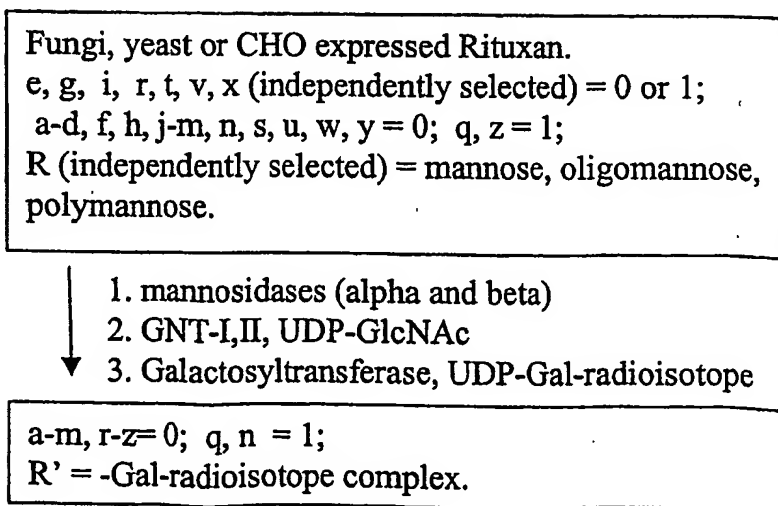 Fungi, yeast or CHO expressed Rituxan.
e, g, i, r, t, v, x (independently selected) = 0 or 1;
a-d, f, h, j-m, n, s, u, w, y = 0; q, z = 1;
R (independently selected) = mannose, oligomannose,
polymannose.
1. mannosidases (alpha and beta)
2. GNT-I,II, UDP-GlcNAc
3. Galactosyltransferase, UDP-Gal-radioisotope
a-m, r-z= 0; q, n = 1;
R' = -Gal-radioisotope complex.